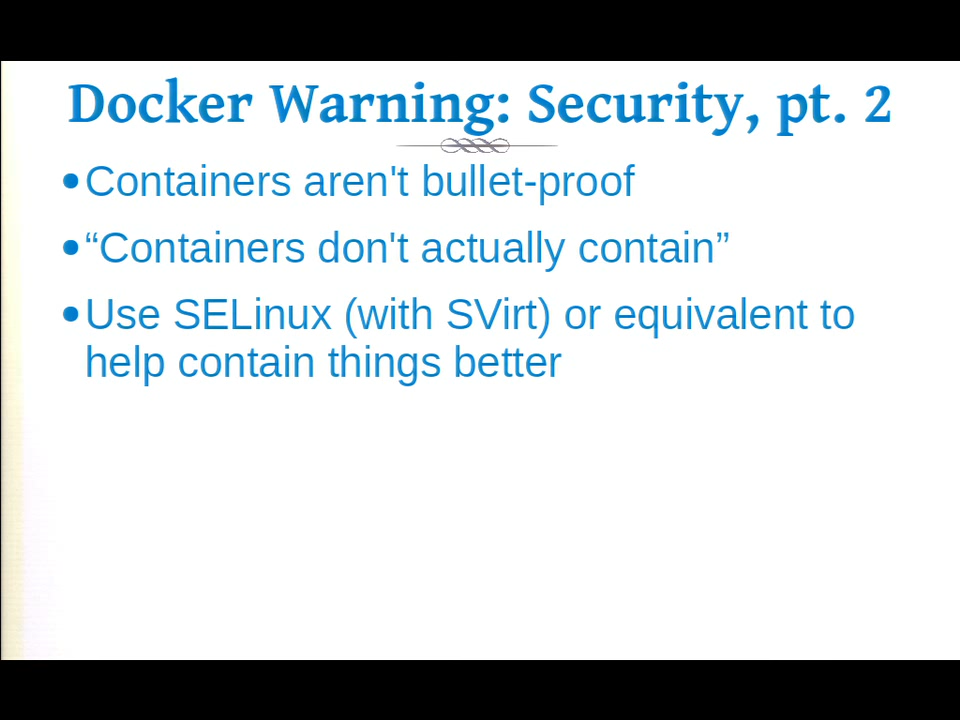 Docker Warning: Security, pt. 2
•Containers aren't bullet-proof
•“Containers don't actually contain”
•Use SELinux (with SVirt) or equivalent to
help contain things better